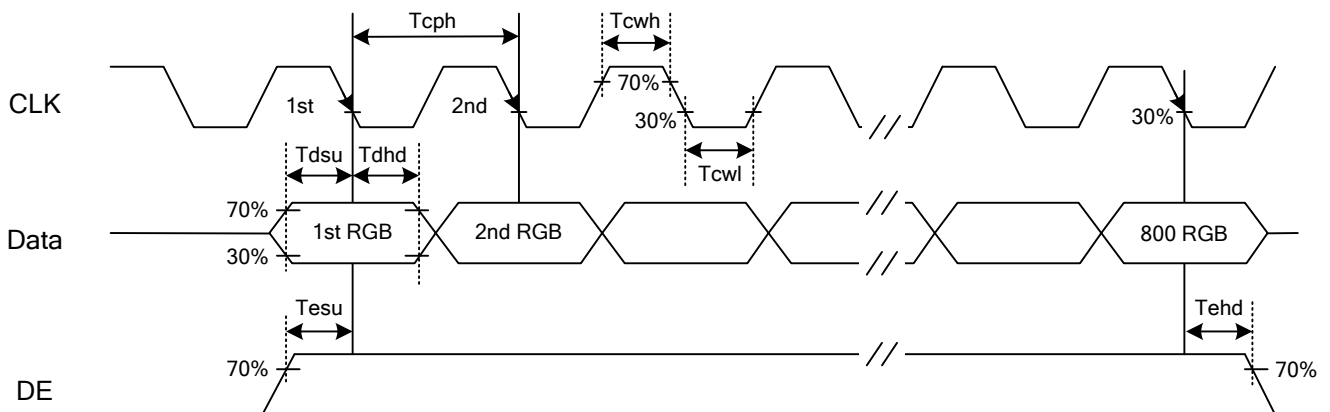 Tcph
Tcwh
CLK
1st
2nd
70%
30%
30%
Tcwl
Tdsu
Tdhd
Data
70%
30%
1st RGB
2nd RGB
800 RGB
Tesu
Tehd
DE
70%
70%